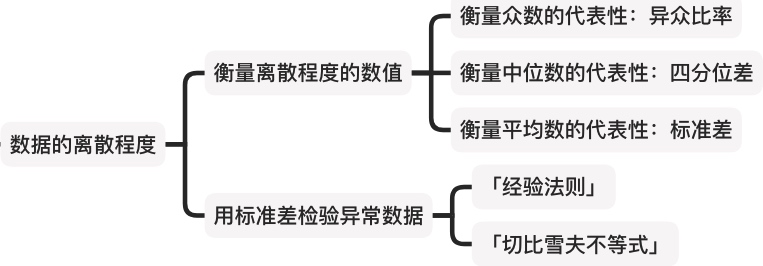 数据的离散程度
衡量离散程度的数值
衡量众数的代表性：异众比率
衡量中位数的代表性：四分位差
衡量平均数的代表性：标准差
用标准差检验异常数据
「经验法则」
「切比雪夫不等式」